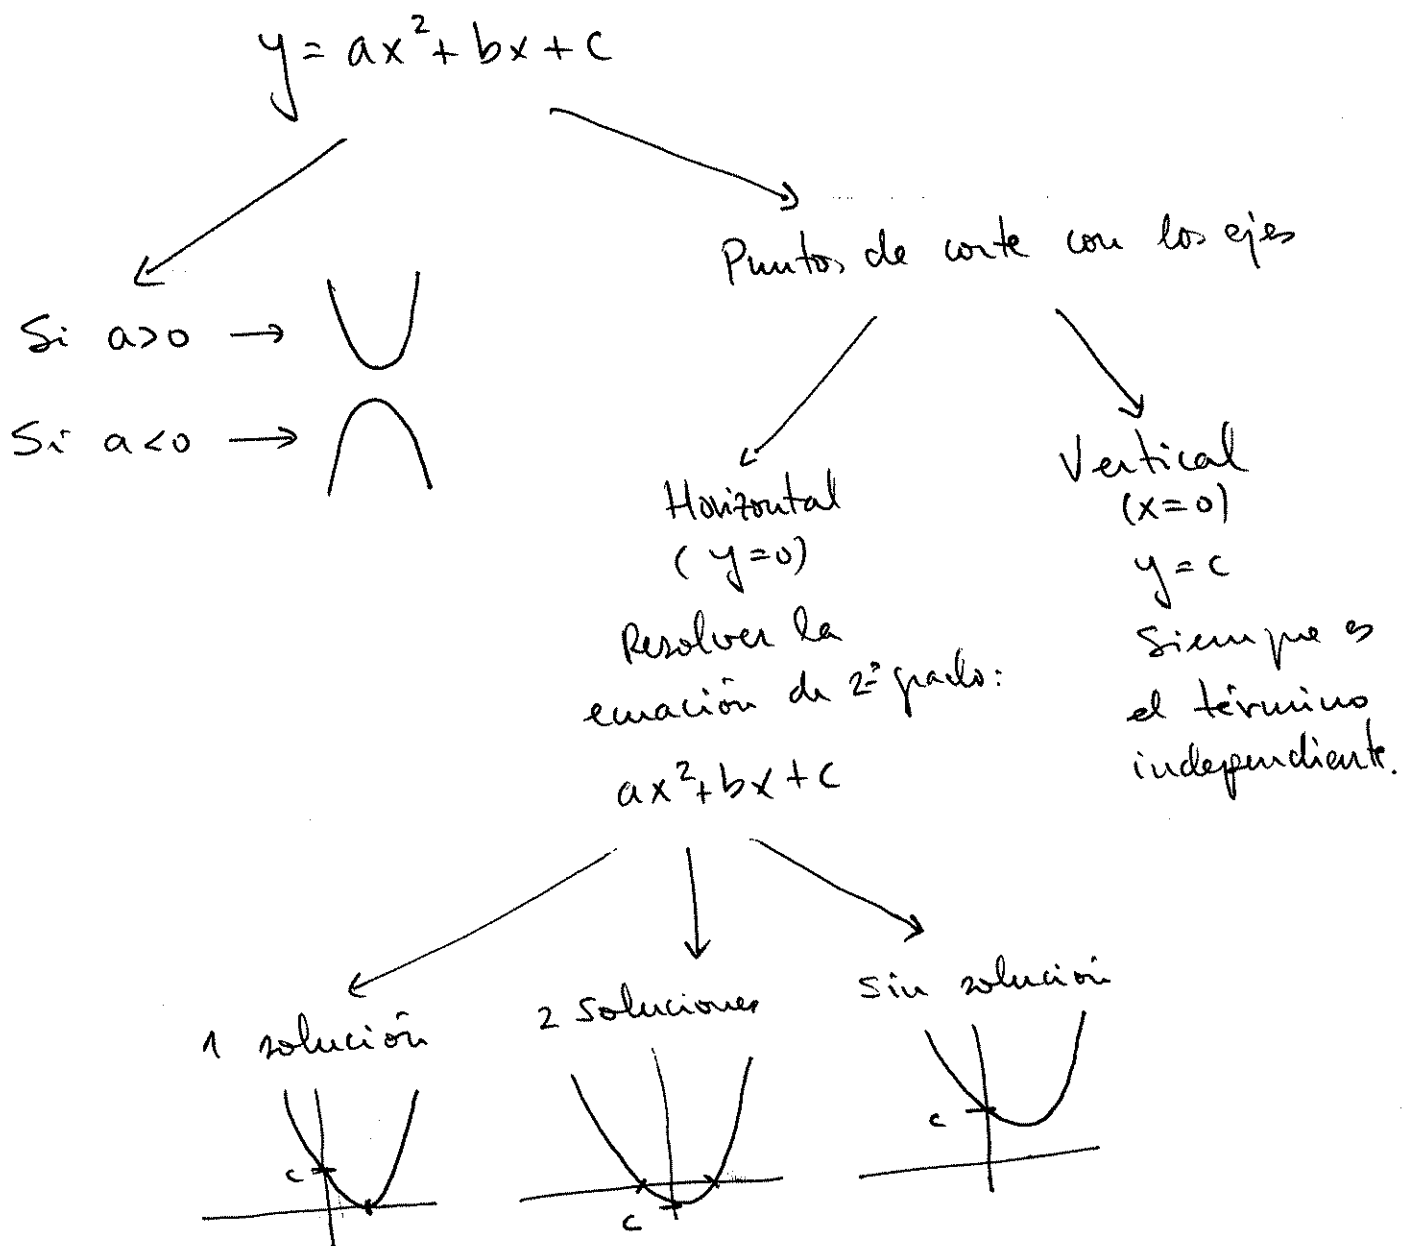 y = ax² + bx + c
Si a>0 →
Si a<0 →
Puntos de corte con los ejes
Horizontal
(y=0)
Resolver la
ecuación de 2º grado:
ax² + bx + c
Vertical
(x=0)
y = c
Siempre es
el término
independiente.
1 solución
c
2 soluciones
c
Sin solución
c